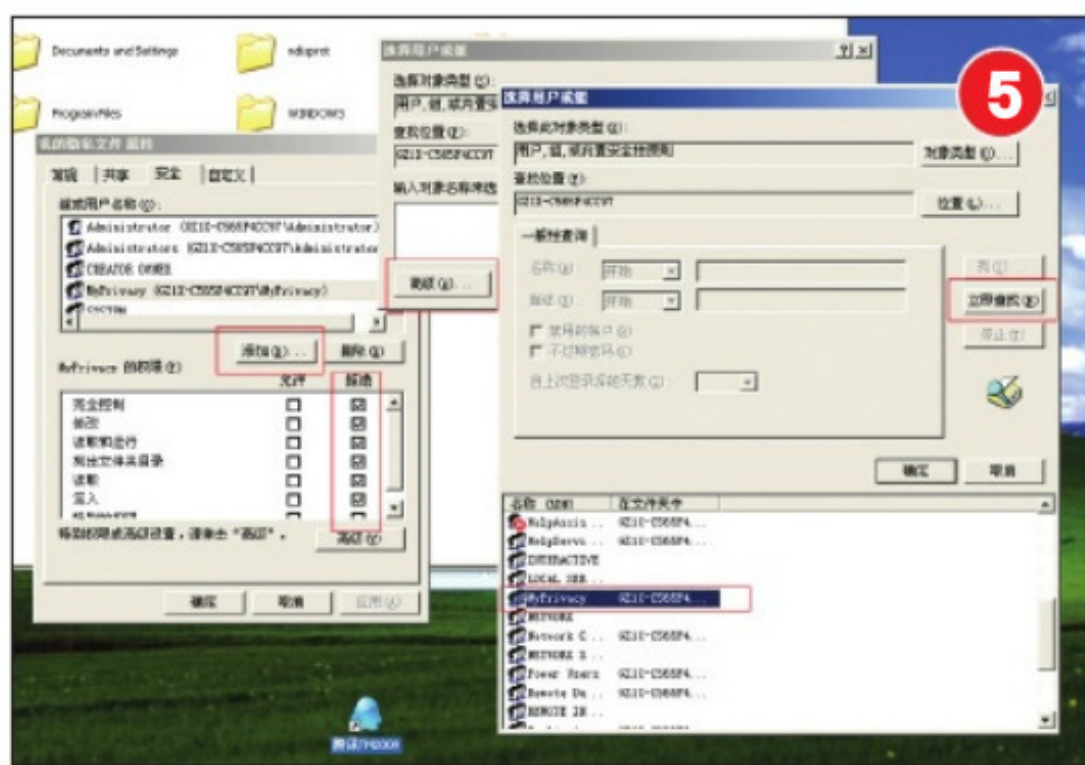 Documents and Settings
ndisprot
ProgramFiles
WINDOWS
5
我的隐私文件 属性
常规
共享
安全
自定义
组或用户名称(G):
Administrator
Administrators
CREATOR OWNER
MyPrivacy
SYSTEM
添加(D)...
删除(R)
MyPrivacy 的权限(P)
允许
拒绝
完全控制
修改
读取和运行
列出文件夹目录
读取
写入
特别权限或高级设置，请单击“高级”。
高级(V)
确定
取消
应用(A)
选择用户或组
选择对象类型(S):
查找位置(F):
高级(A)...
选择用户或组
选择此对象类型(S):
用户，组，或内置安全性原则
对象类型(O)...
查找位置(F):
位置(L)...
一般性查询
名称(A):
开始
描述(D):
开始
禁用的帐户(B)
不过期密码(X)
自上次登录后的天数(I):
列(C)...
立即查找(N)
停止(T)
确定
取消
名称 (RDN)
在文件夹中
HelpAssis...
HelpServi...
INTERACTIVE
LOCAL SER...
MyPrivacy
NETWORK
Network C...
NETWORK S...
Power Users
Remote De...
REMOTE IN...